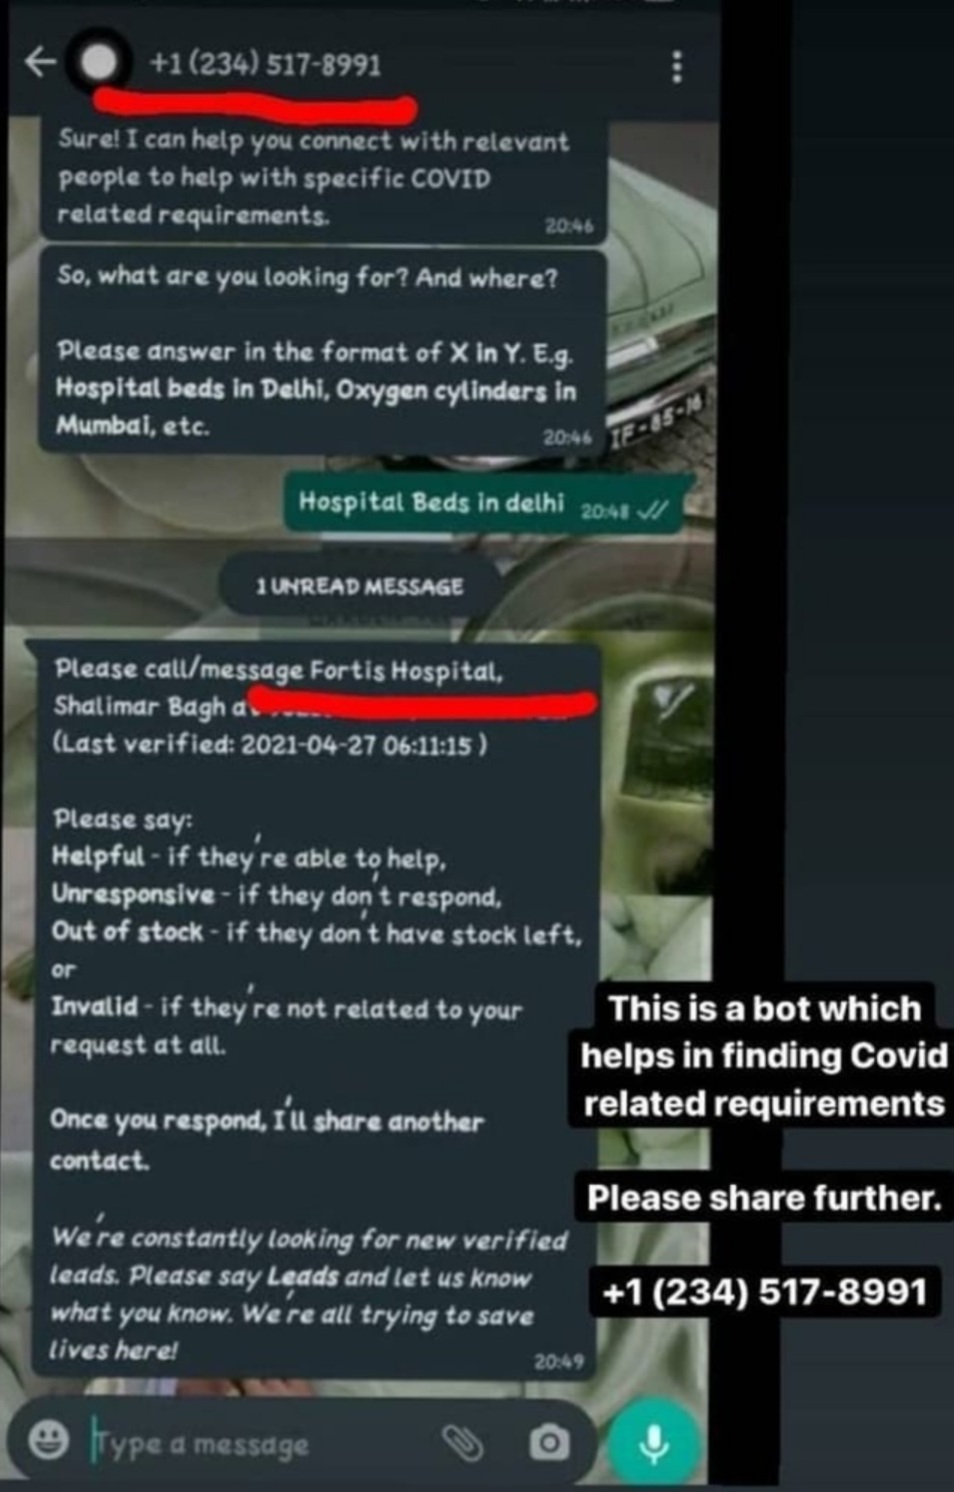 +1 (234) 517-8991
Sure! I can help you connect with relevant
people to help with specific COVID
related requirements.
20:46
So, what are you looking for? And where?
Please answer in the format of X in Y. E.g.
Hospital beds in Delhi, Oxygen cylinders in
Mumbai, etc.
20:46
IF-85-16
Hospital Beds in delhi 20:48
1 UNREAD MESSAGE
Please call/message Fortis Hospital,
Shalimar Bagh
(Last verified: 2021-04-27 06:11:15 )
Please say:
Helpful - if they're able to help,
Unresponsive - if they don't respond,
Out of stock - if they don't have stock left,
or
Invalid - if they're not related to your
request at all.
Once you respond, I'll share another
contact.
We're constantly looking for new verified
leads. Please say Leads and let us know
what you know. We're all trying to save
lives here!
20:49
Type a message
This is a bot which
helps in finding Covid
related requirements
Please share further.
+1 (234) 517-8991